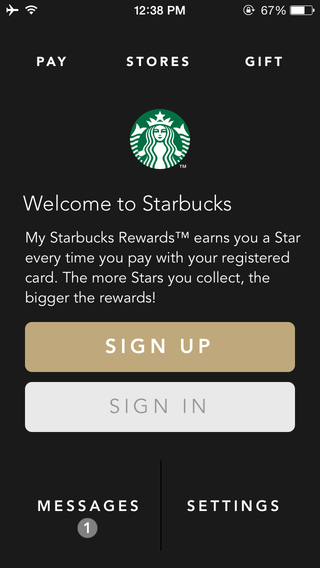 12:38 PM 67%
PAY STORES GIFT
TM
Welcome to Starbucks
My Starbucks Rewards™ earns you a Star
every time you pay with your registered
card. The more Stars you collect, the
bigger the rewards!
SIGN UP
SIGN IN
MESSAGES SETTINGS
1